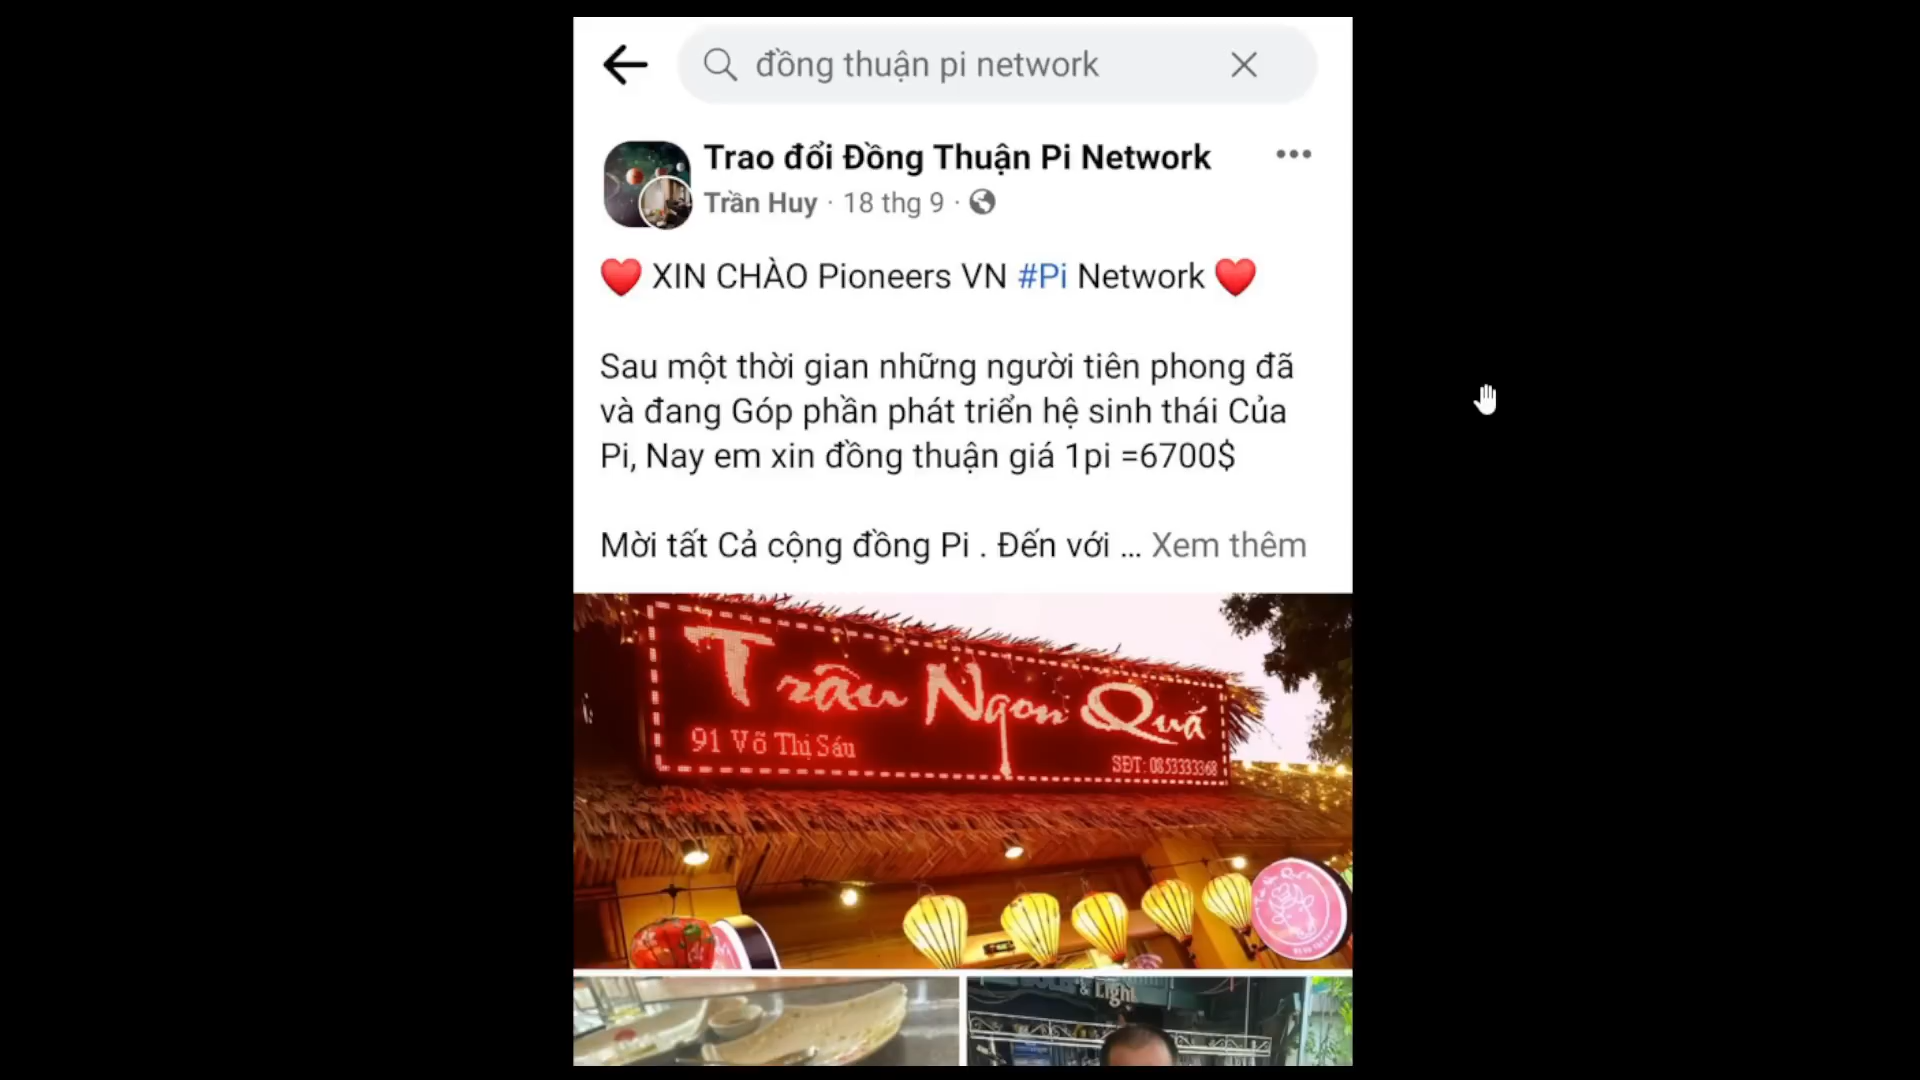 đồng thuận pi network
Trao đổi Đồng Thuận Pi Network
Trần Huy · 18 thg 9 ·
XIN CHÀO Pioneers VN #Pi Network
Sau một thời gian những người tiên phong đã
và đang Góp phần phát triển hệ sinh thái Của
Pi, Nay em xin đồng thuận giá 1pi =6700$
Mời tất Cả cộng đồng Pi . Đến với ... Xem thêm
Trâu Ngon Quá
91 Võ Thị Sáu
SĐT: 0853333368
& Light